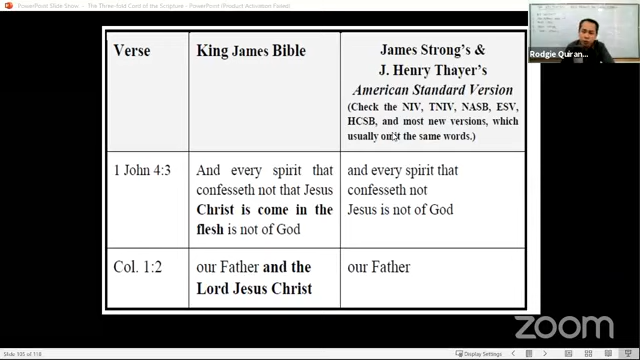 PowerPoint Slide Show - The Three-fold Cord of the Scripture - PowerPoint (Product Activation Failed)
Rodgie Quiran...
Verse
King James Bible
James Strong's &
J. Henry Thayer's
American Standard Version
(Check the NIV, TNIV, NASB, ESV,
HCSB, and most new versions, which
usually omit the same words.)
1 John 4:3
And every spirit that
confesseth not that Jesus
Christ is come in the
flesh is not of God
and every spirit that
confesseth not
Jesus is not of God
Col. 1:2
our Father and the
Lord Jesus Christ
our Father
zoom
Slide 105 of 118
Display Settings